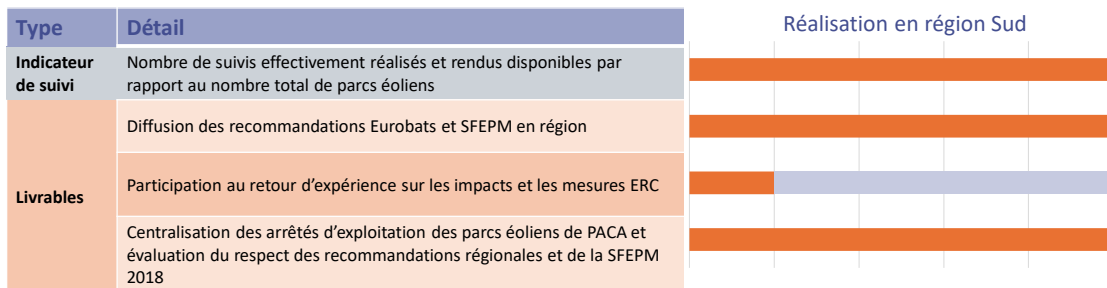 Type Détail Réalisation en région Sud
Indicateur de suivi
Nombre de suivis effectivement réalisés et rendus disponibles par
rapport au nombre total de parcs éoliens
Livrables
Diffusion des recommandations Eurobats et SFEPM en région
Participation au retour d'expérience sur les impacts et les mesures ERC
Centralisation des arrêtés d'exploitation des parcs éoliens de PACA et
évaluation du respect des recommandations régionales et de la SFEPM
2018